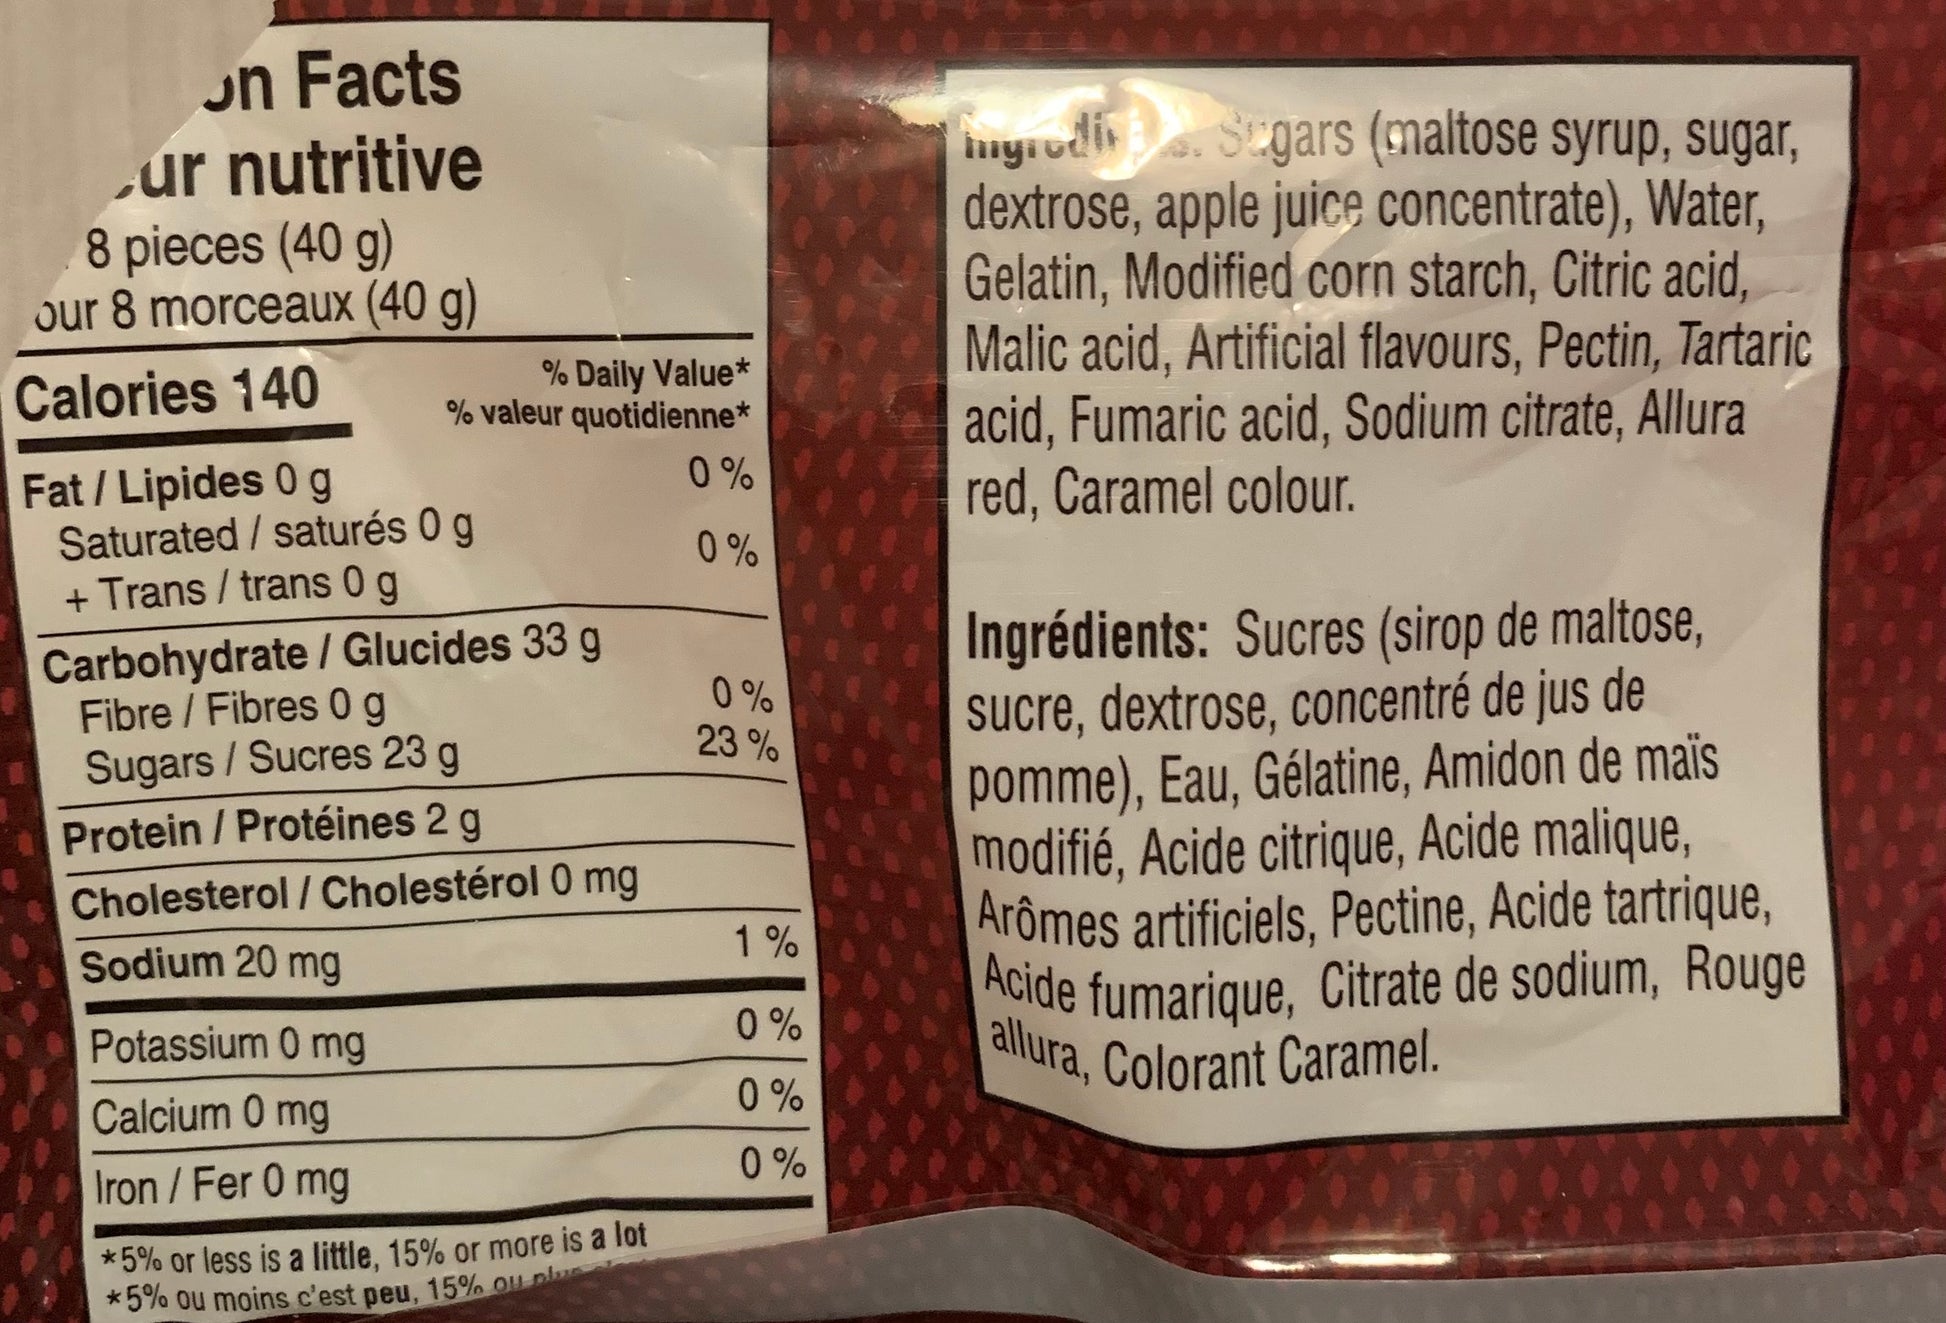 Facts
nutritive
8 pieces (40 g)
8 morceaux (40 g)
Calories 140
% Daily Value*
% valeur quotidienne*
Fat / Lipides 0 g 0 %
Saturated / saturés 0 g
+ Trans / trans 0 g 0 %
Carbohydrate / Glucides 33 g
Fibre / Fibres 0 g 0 %
Sugars / Sucres 23 g 23 %
Protein / Protéines 2 g
Cholesterol / Cholestérol 0 mg
Sodium 20 mg 1 %
Potassium 0 mg 0 %
Calcium 0 mg 0 %
Iron / Fer 0 mg 0 %
*5% or less is a little, 15% or more is a lot
*5% ou moins c'est peu, 15% ou
Sugars (maltose syrup, sugar,
dextrose, apple juice concentrate), Water,
Gelatin, Modified corn starch, Citric acid,
Malic acid, Artificial flavours, Pectin, Tartaric
acid, Fumaric acid, Sodium citrate, Allura
red, Caramel colour.
Ingrédients: Sucres (sirop de maltose,
sucre, dextrose, concentré de jus de
pomme), Eau, Gélatine, Amidon de maïs
modifié, Acide citrique, Acide malique,
Arômes artificiels, Pectine, Acide tartrique,
Acide fumarique, Citrate de sodium, Rouge
allura, Colorant Caramel.